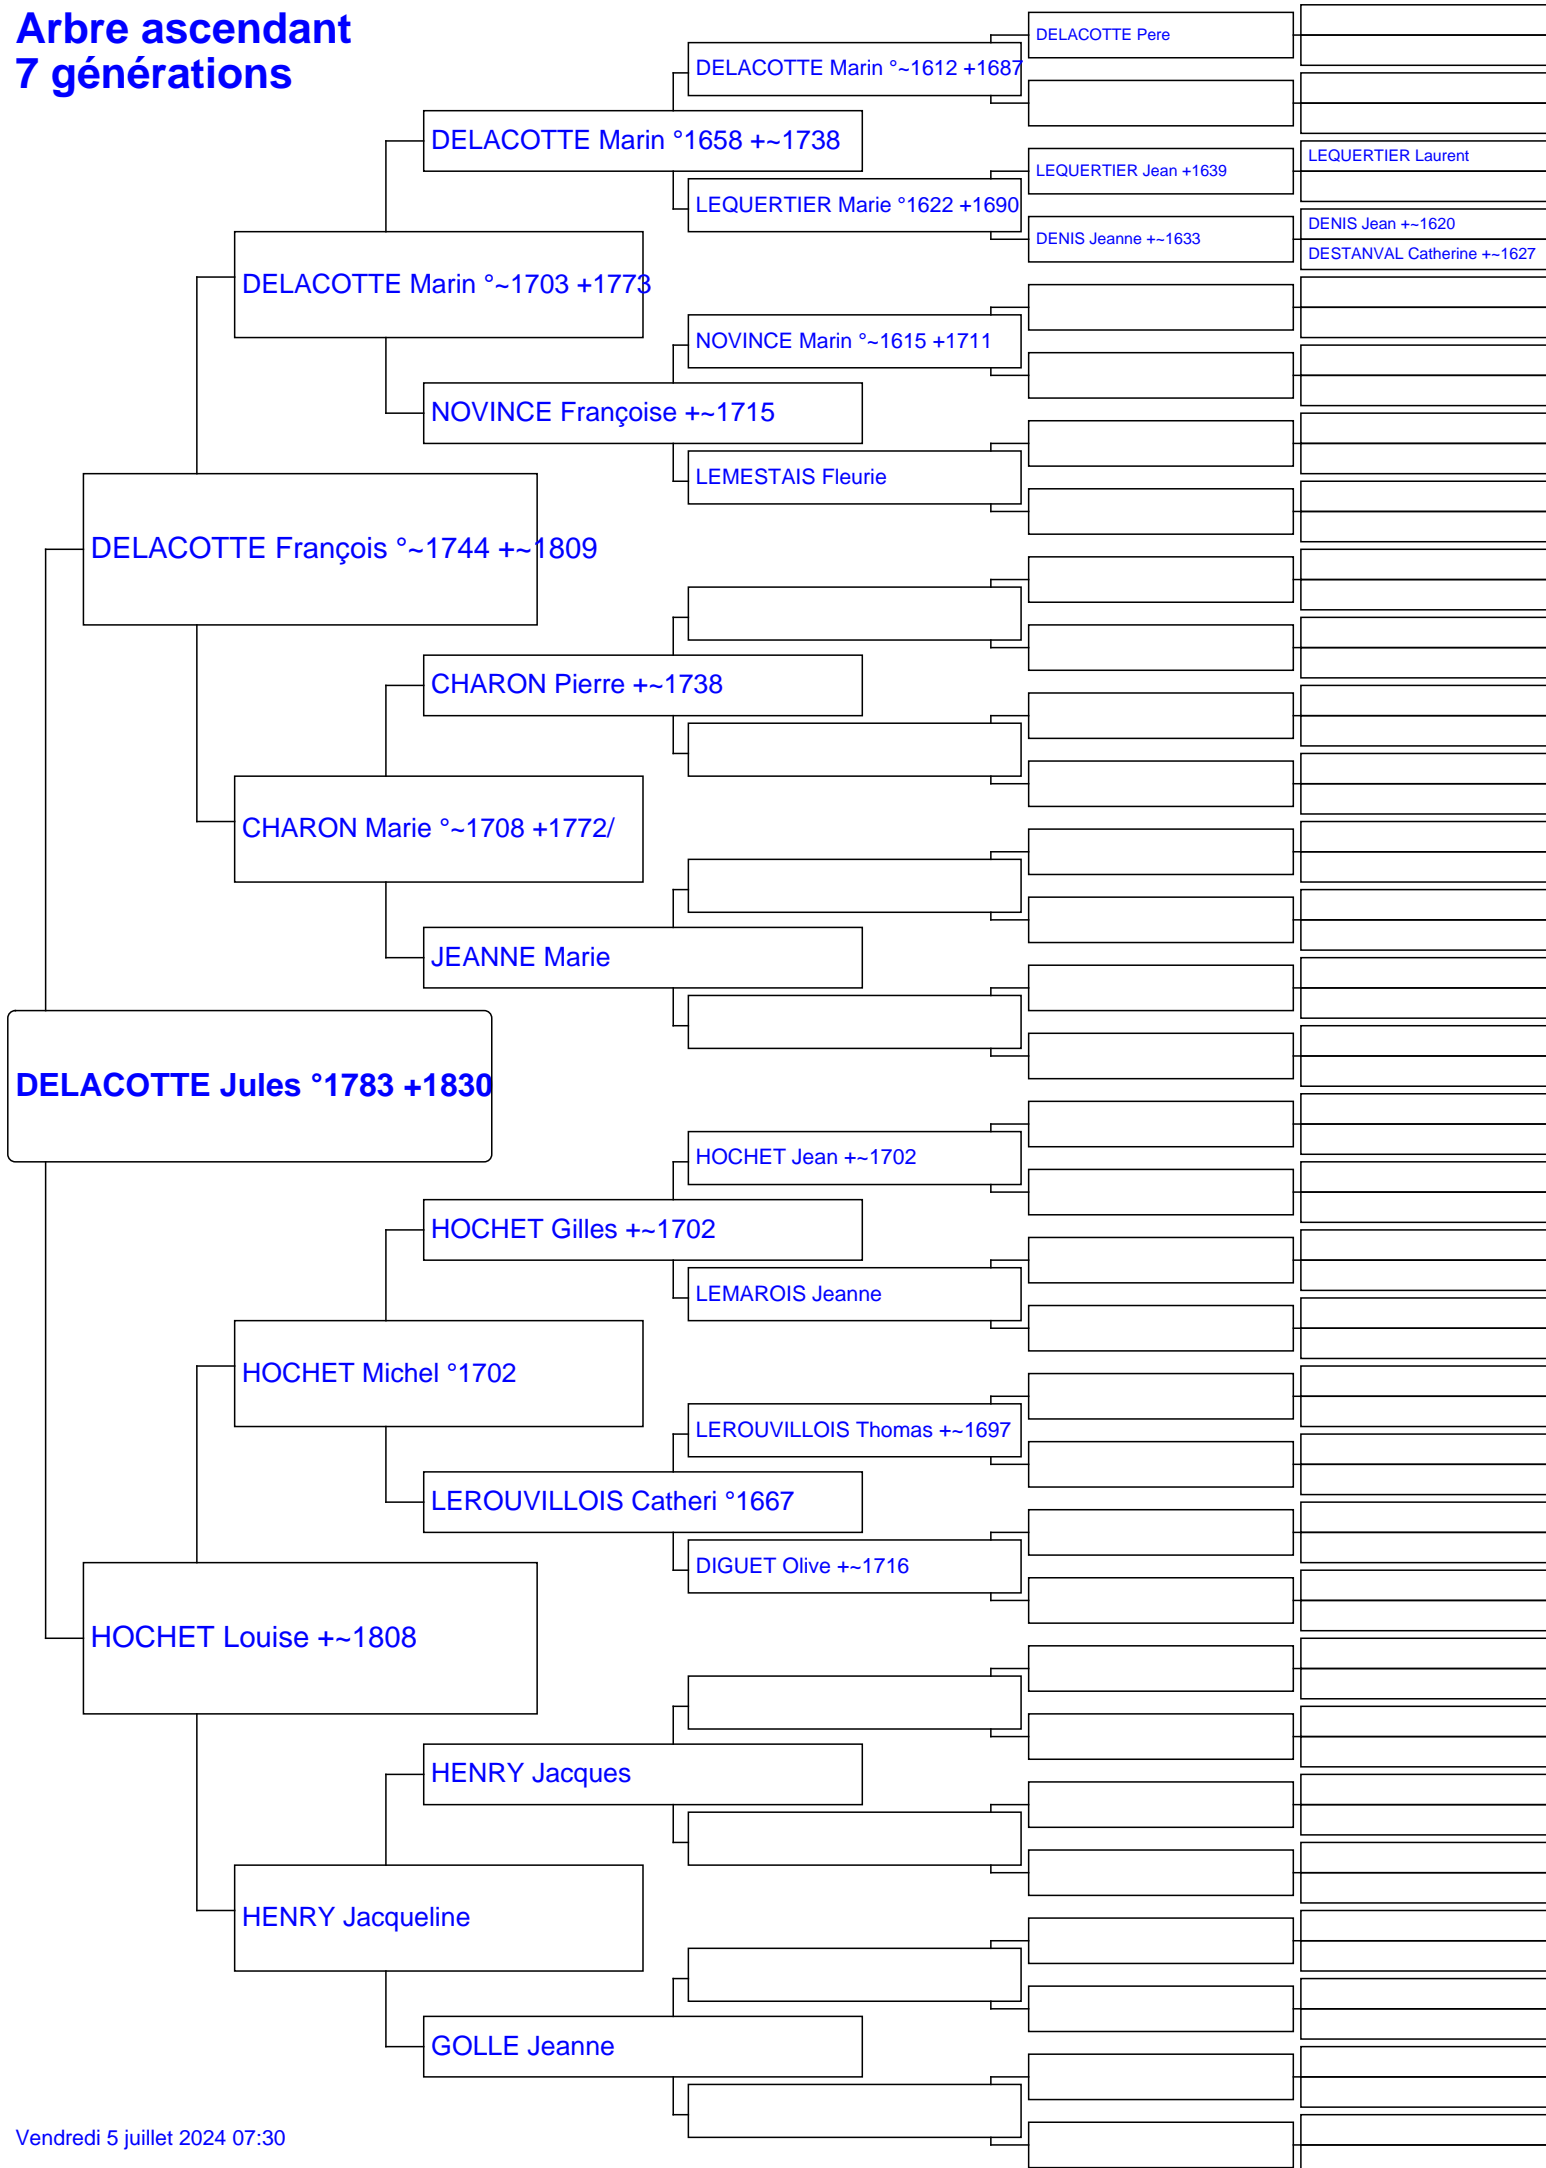 Arbre ascendant
7 générations
DELACOTTE Pere
DELACOTTE Marin °~1612 +1687
DELACOTTE Marin °1658 +~1738
LEQUERTIER Laurent
LEQUERTIER Jean +1639
LEQUERTIER Marie °1622 +1690
DENIS Jean +~1620
DENIS Jeanne +~1633
DESTANVAL Catherine +~1627
DELACOTTE Marin °~1703 +1773
NOVINCE Marin °~1615 +1711
NOVINCE Françoise +~1715
LEMESTAIS Fleurie
DELACOTTE François °~1744 +~1809
CHARON Pierre +~1738
CHARON Marie °~1708 +1772/
JEANNE Marie
DELACOTTE Jules °1783 +1830
HOCHET Jean +~1702
HOCHET Gilles +~1702
LEMAROIS Jeanne
HOCHET Michel °1702
LEROUVILLOIS Thomas +~1697
LEROUVILLOIS Catheri °1667
DIGUET Olive +~1716
HOCHET Louise +~1808
HENRY Jacques
HENRY Jacqueline
GOLLE Jeanne
Vendredi 5 juillet 2024 07:30